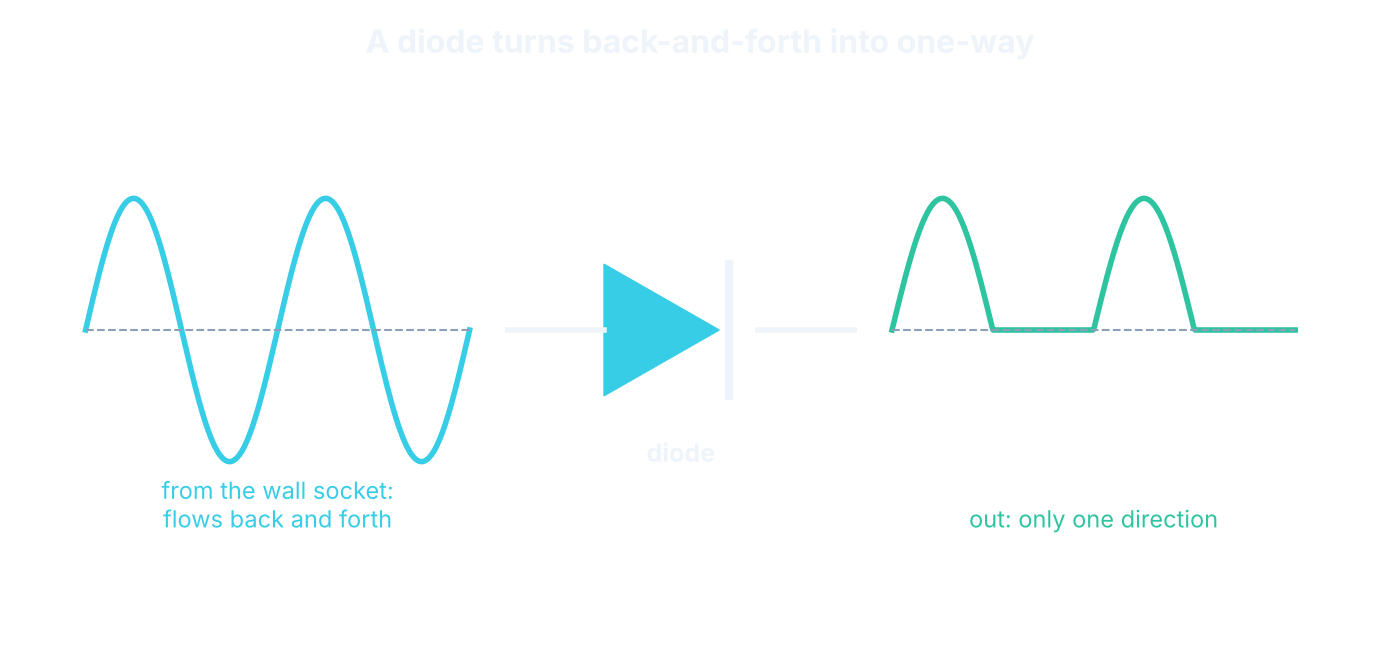 A diode turns back-and-forth into one-way
diode
from the wall socket:
flows back and forth
out: only one direction